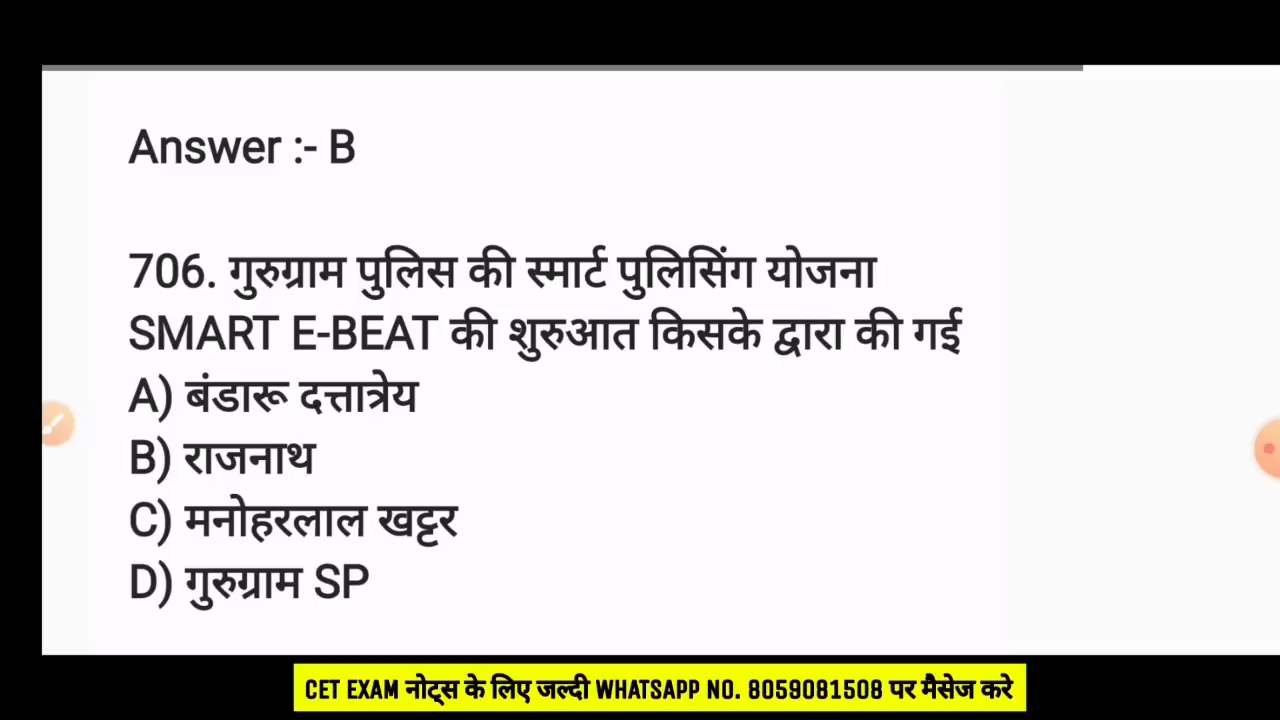 Answer :- B
706. गुरुग्राम पुलिस की स्मार्ट पुलिसिंग योजना
SMART E-BEAT की शुरुआत किसके द्वारा की गई
A) बंडारू दत्तात्रेय
B) राजनाथ
C) मनोहरलाल खट्टर
D) गुरुग्राम SP
CET EXAM नोट्स के लिए जल्दी WHATSAPP NO. 8059081508 पर मैसेज करे